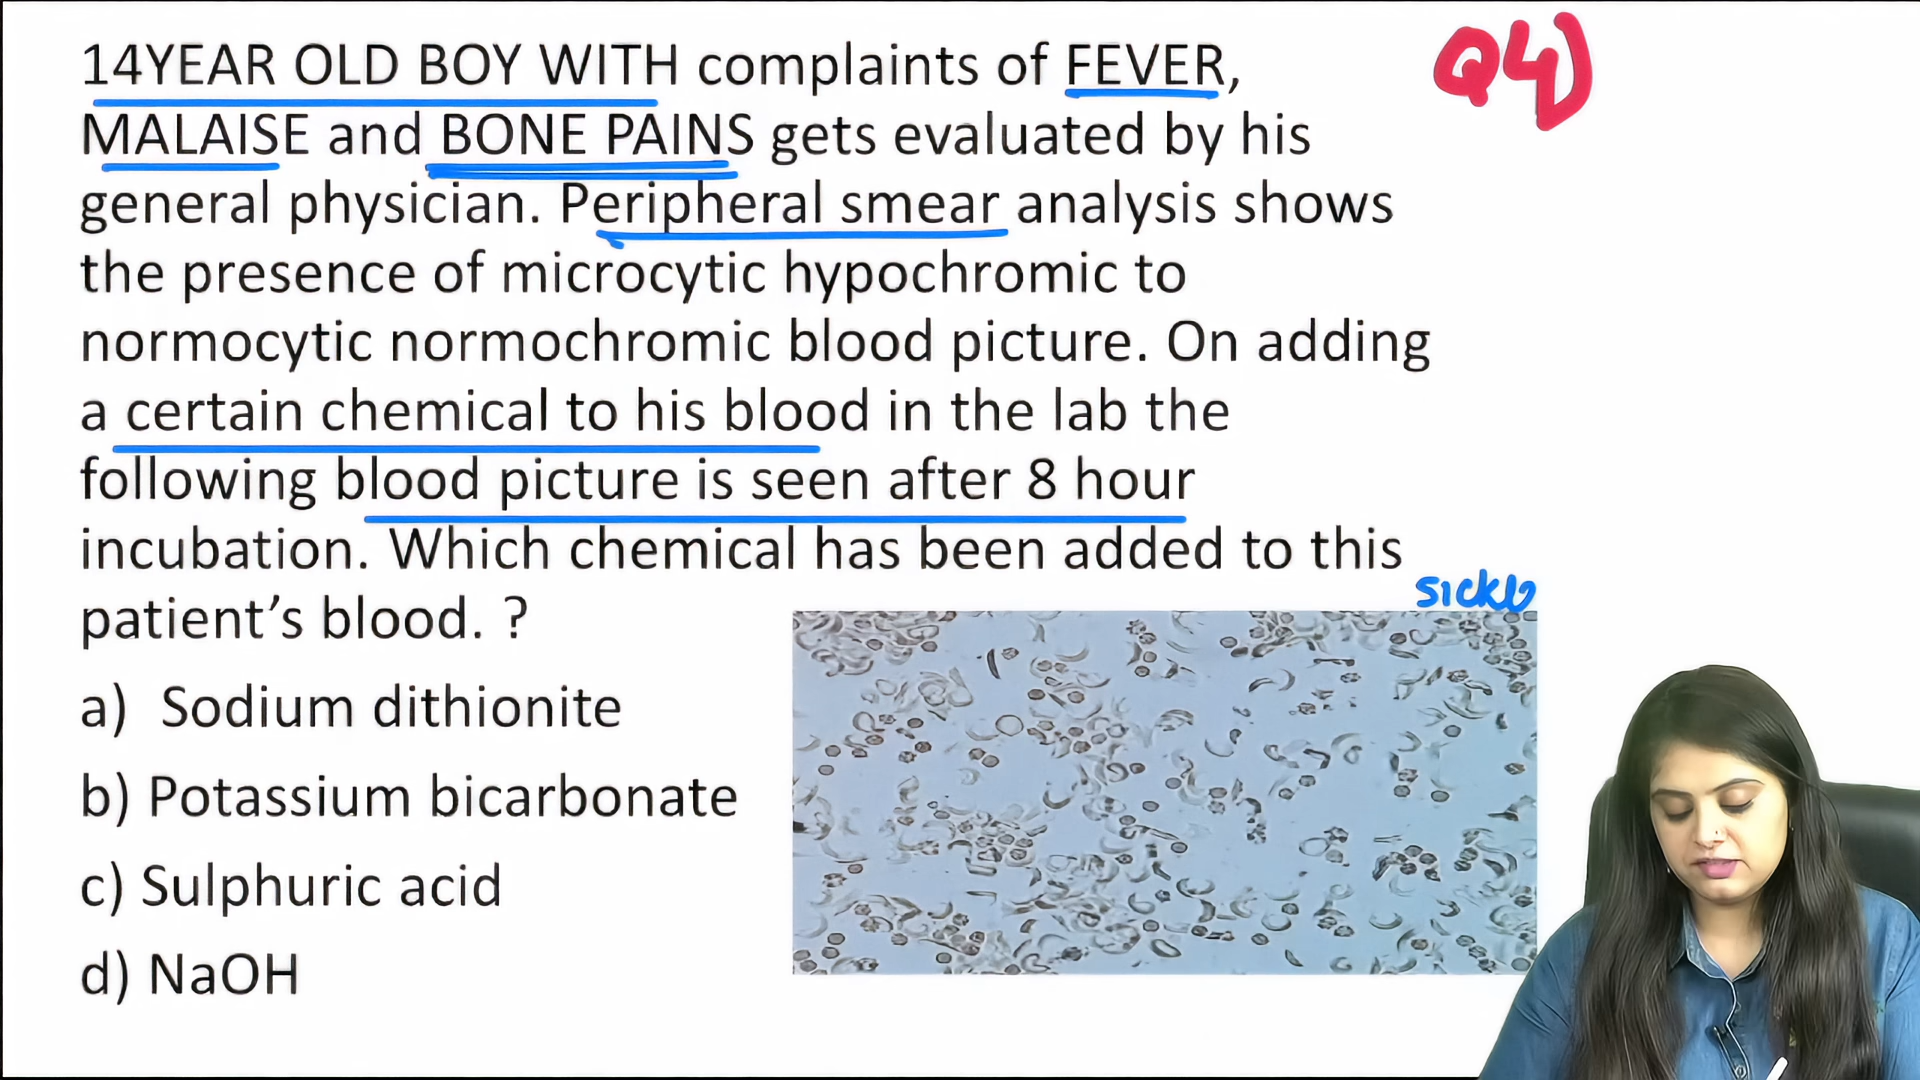 Q4)
14YEAR OLD BOY WITH complaints of FEVER,
MALAISE and BONE PAINS gets evaluated by his
general physician. Peripheral smear analysis shows
the presence of microcytic hypochromic to
normocytic normochromic blood picture. On adding
a certain chemical to his blood in the lab the
following blood picture is seen after 8 hour
incubation. Which chemical has been added to this
patient’s blood. ?
sickle
a) Sodium dithionite
b) Potassium bicarbonate
c) Sulphuric acid
d) NaOH